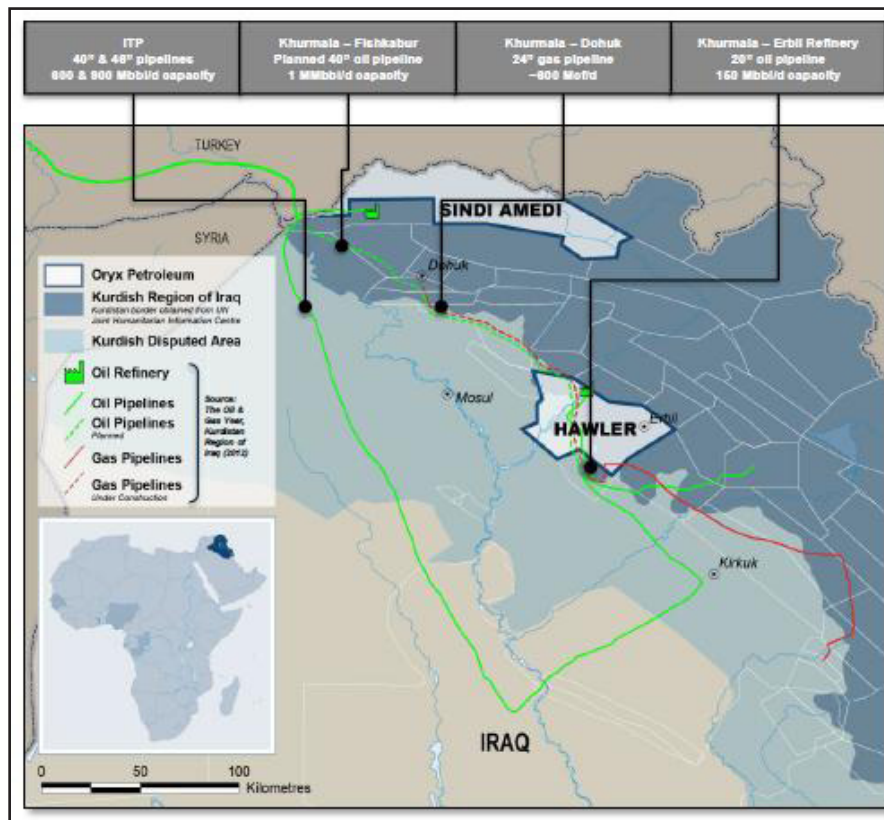 ITP
40" & 46" pipelines
600 & 900 Mbbl/d capacity
Khurmala – Fishkabur
Planned 40" oil pipeline
1 MMbbl/d capacity
Khurmala – Dohuk
24" gas pipeline
~600 Mcf/d
Khurmala – Erbil Refinery
20" oil pipeline
150 Mbbl/d capacity
TURKEY
SYRIA
SINDI AMEDI
Dohuk
Mosul
HAWLER
Erbil
Kirkuk
IRAQ
Oryx Petroleum
Kurdish Region of Iraq
Kurdistan border obtained from UN
Joint Humanitarian Information Centre
Kurdish Disputed Area
Oil Refinery
Oil Pipelines
Oil Pipelines
Planned
Gas Pipelines
Gas Pipelines
Under Construction
Source:
The Oil &
Gas Year,
Kurdistan
Region of
Iraq (2012)
0 50 100
Kilometres